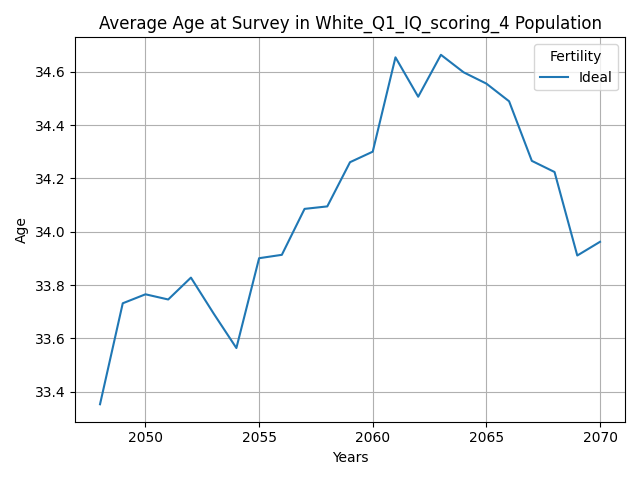 Average Age at Survey in White_Q1_IQ_scoring_4 Population
Fertility
Ideal
34.6
34.4
34.2
34.0
33.8
33.6
33.4
Age
2050 2055 2060 2065 2070
Years